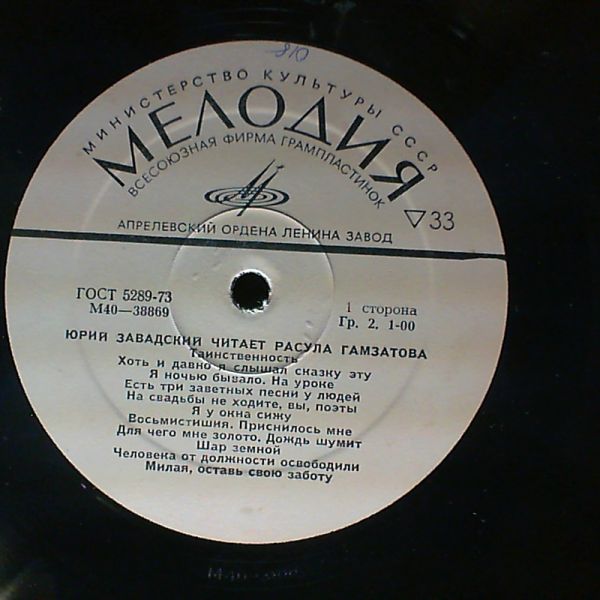 МИНИСТЕРСТВО КУЛЬТУРЫ СССР
МЕЛОДИЯ
ВСЕСОЮЗНАЯ ФИРМА ГРАМПЛАСТИНОК
▽33
АПРЕЛЕВСКИЙ ОРДЕНА ЛЕНИНА ЗАВОД
ГОСТ 5289-73
М40—38869
1 сторона
Гр. 2. 1-00
ЮРИЙ ЗАВАДСКИЙ ЧИТАЕТ РАСУЛА ГАМЗАТОВА
Таинственность
Хоть и давно я слышал сказку эту
Я ночью бывало. На уроке
Есть три заветных песни у людей
На свадьбы не ходите, вы, поэты
Я у окна сижу
Восьмистишия. Приснилось мне
Для чего мне золото. Дождь шумит
Шар земной
Человека от должности освободили
Милая, оставь свою заботу